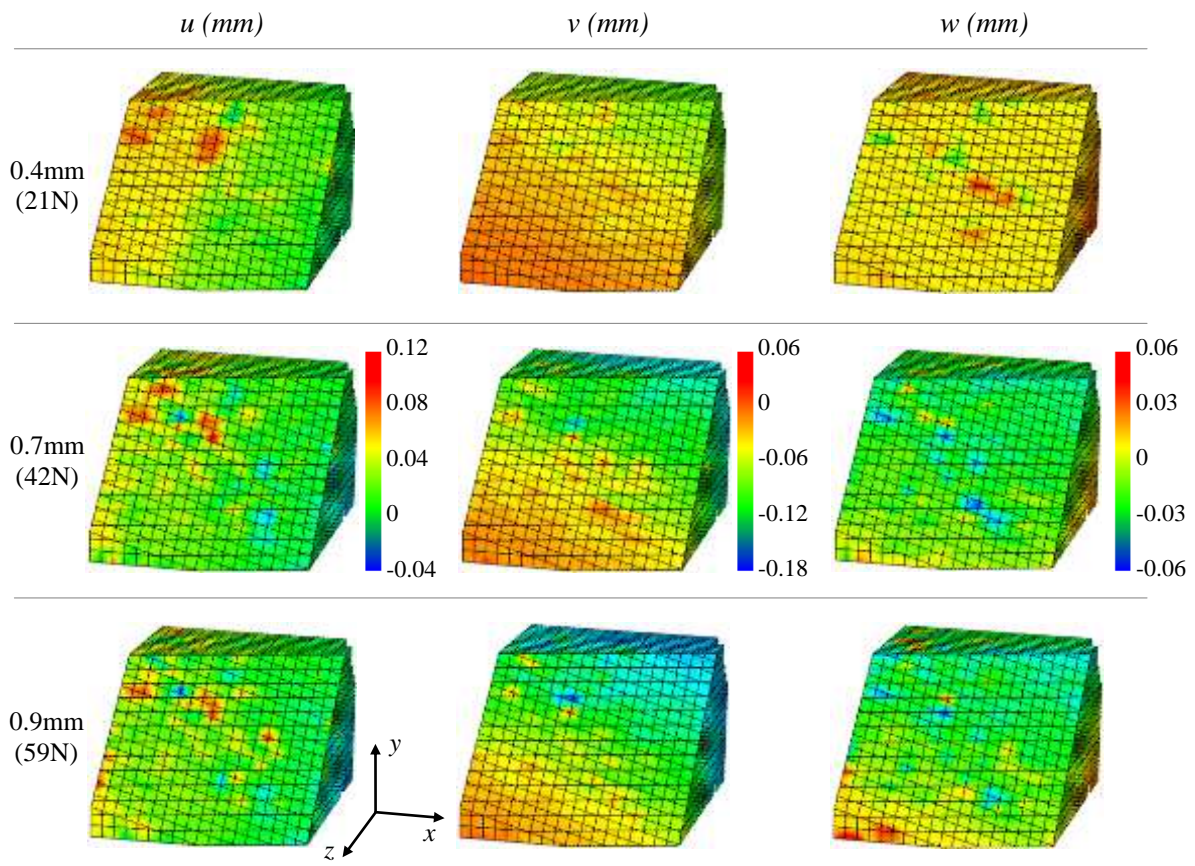 u (mm) v (mm) w (mm)
0.4mm
(21N)
0.12 0.06 0.06
0.08 0 0.03
0.7mm
(42N)
0.04 -0.06 0
0 -0.12 -0.03
-0.04 -0.18 -0.06
0.9mm
(59N)
y
x
z